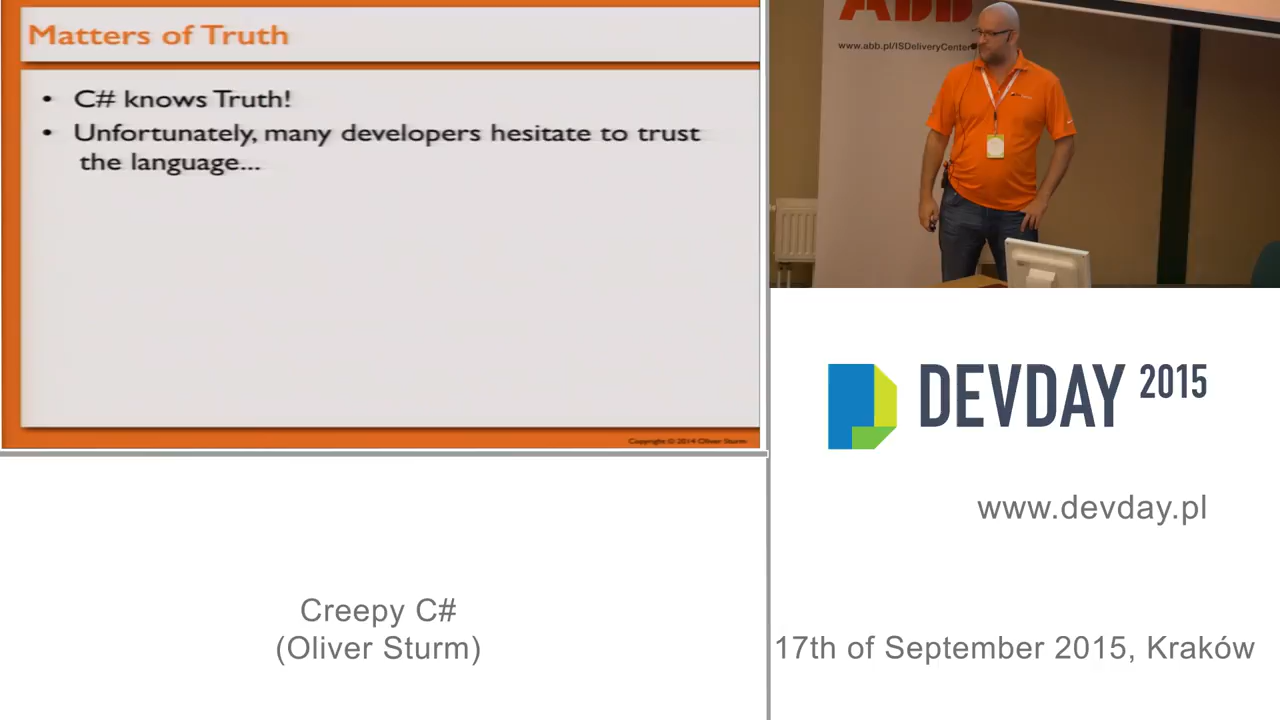 Matters of Truth
• C# knows Truth!
• Unfortunately, many developers hesitate to trust
the language...
Copyright © 2014 Oliver Sturm
ABB
www.abb.pl/ISDeliveryCenter
DEVDAY 2015
www.devday.pl
Creepy C#
(Oliver Sturm)
17th of September 2015, Kraków